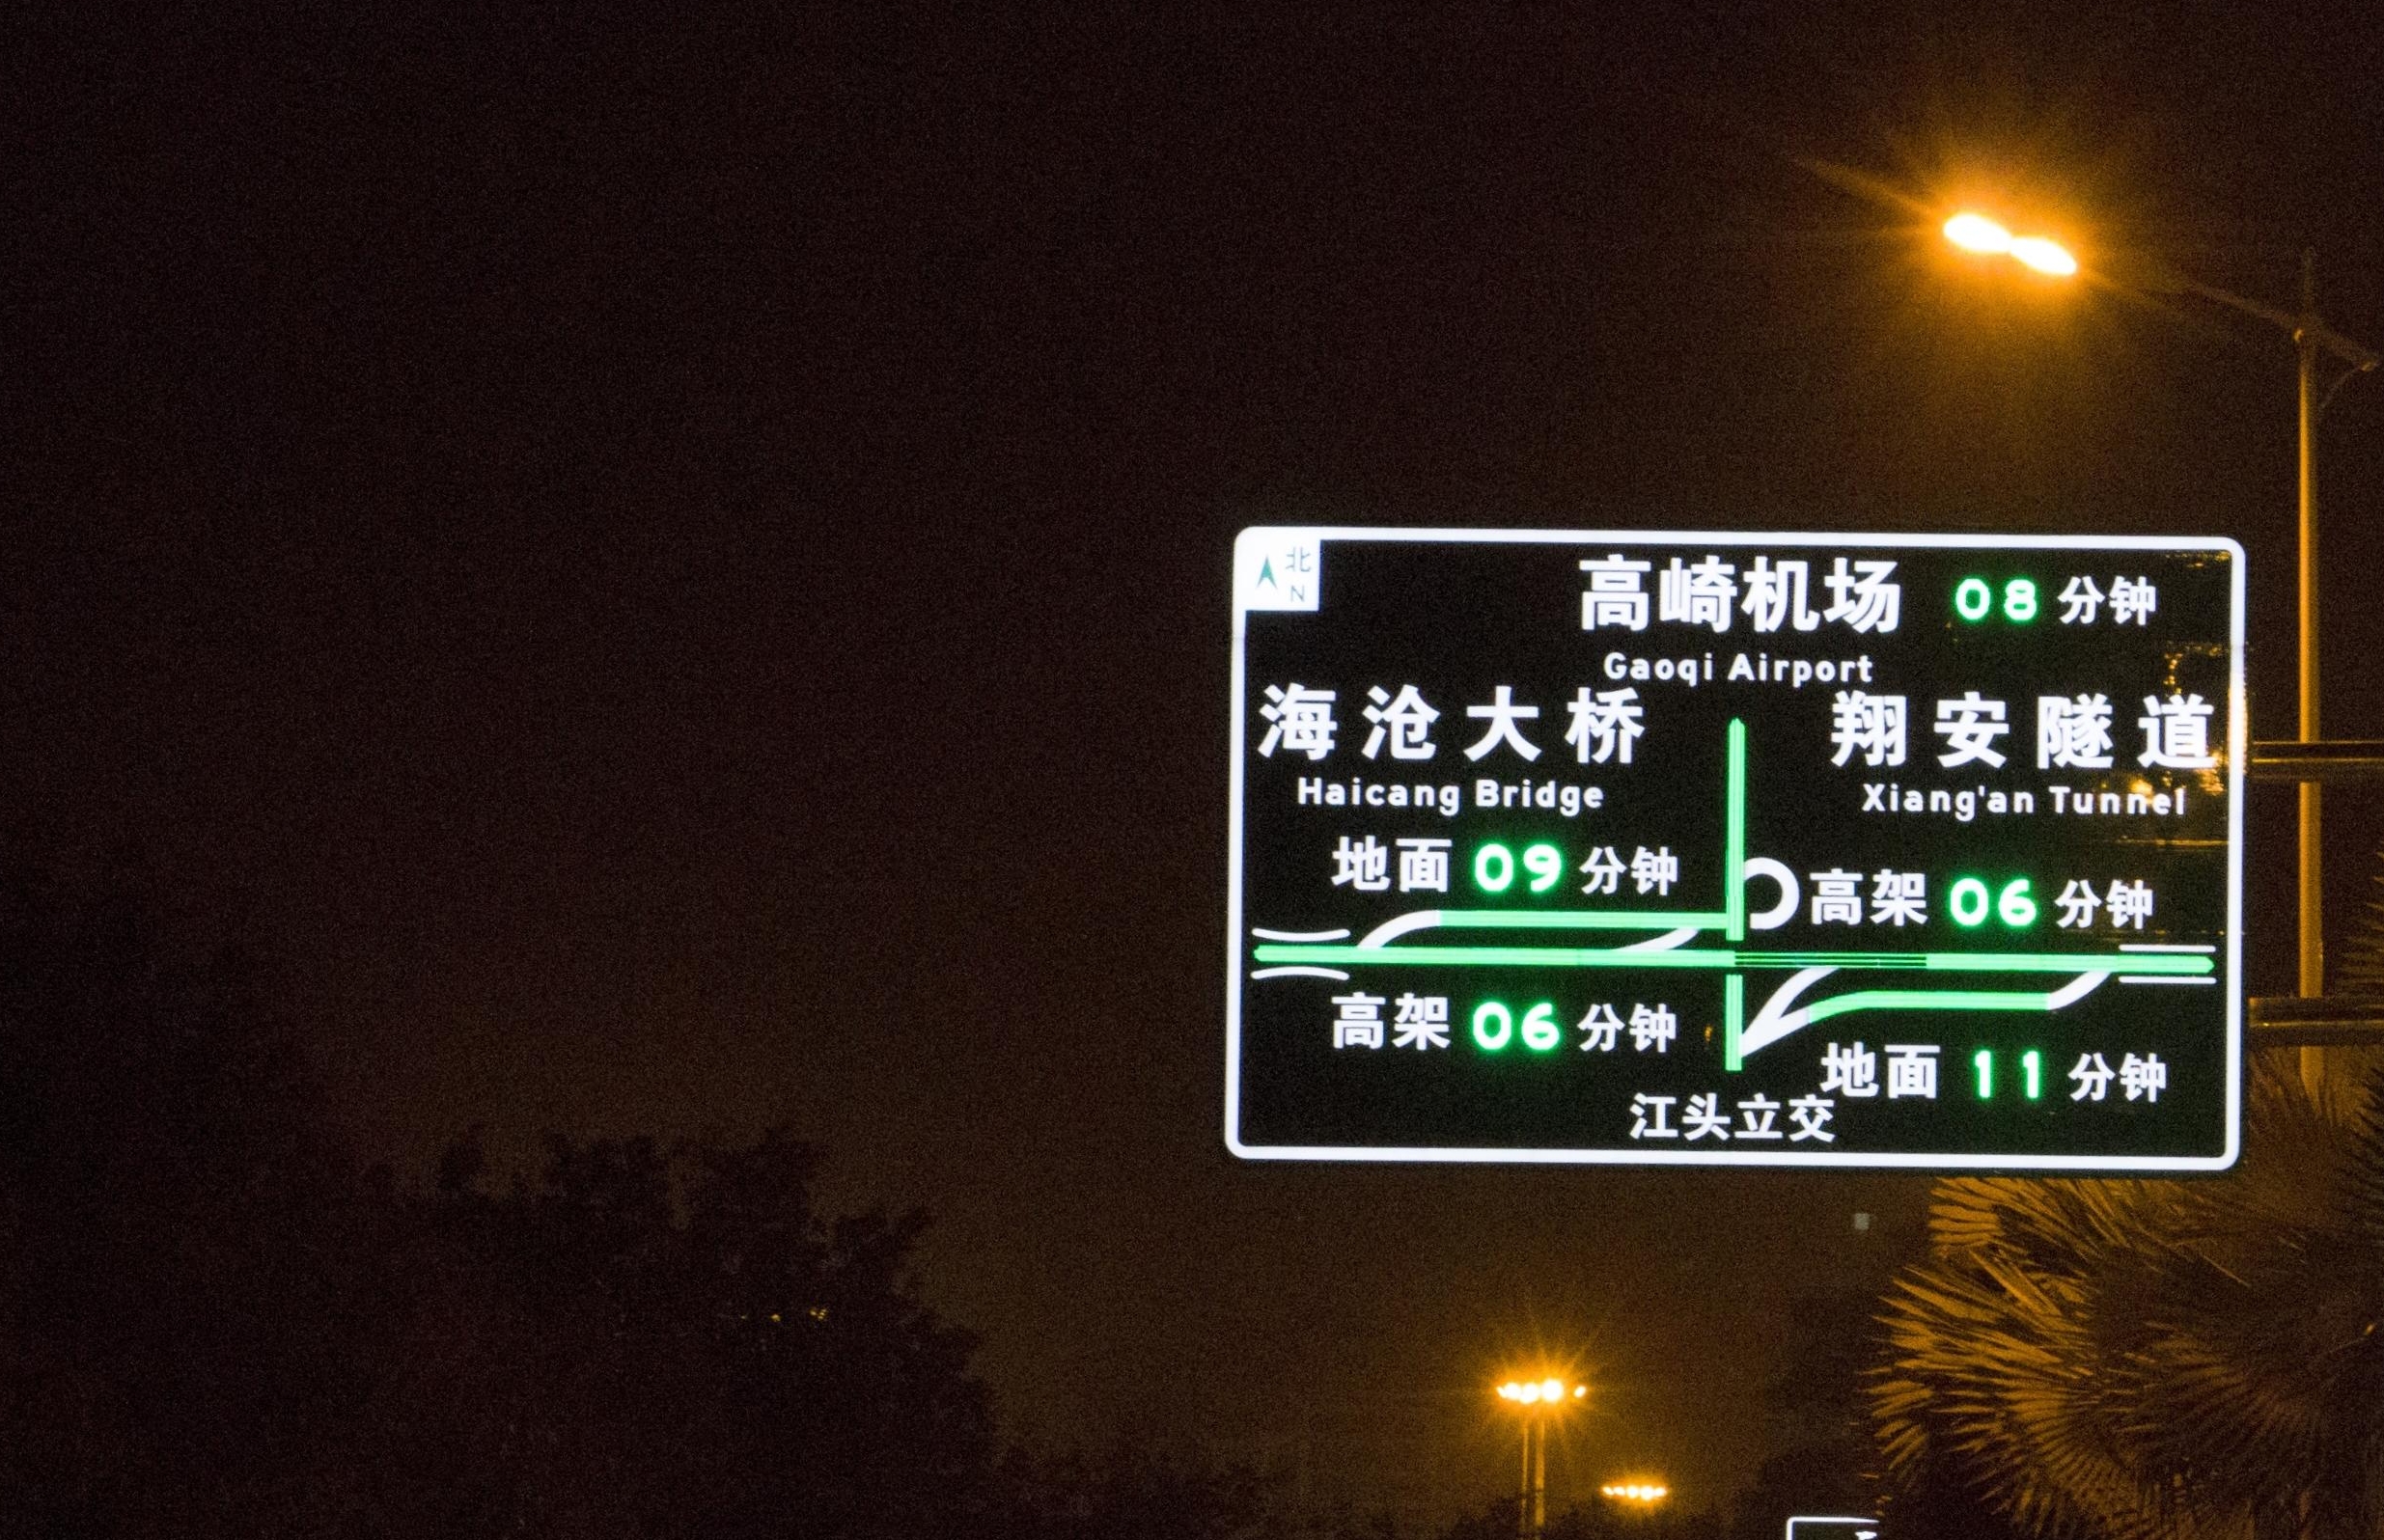 北
N
高崎机场 08 分钟
Gaoqi Airport
海沧大桥
Haicang Bridge
翔安隧道
Xiang'an Tunnel
地面 09 分钟
高架 06 分钟
高架 06 分钟
地面 11 分钟
江头立交